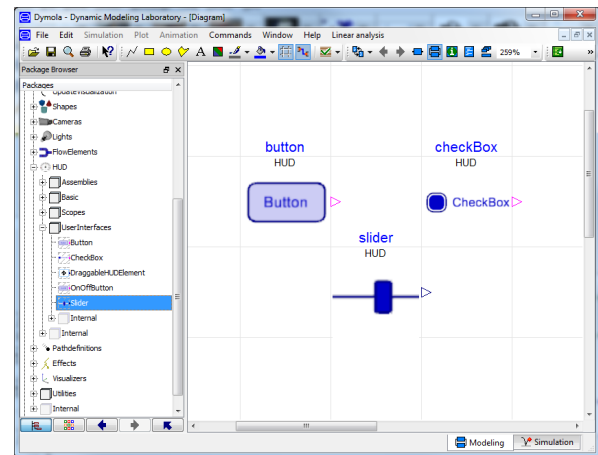 Dymola - Dynamic Modeling Laboratory - [Diagram]
File Edit Simulation Plot Animation Commands Window Help Linear analysis
A 259% »
Package Browser
Packages
UpdateVisualization
Shapes
Cameras
Lights
FlowElements
HUD
Assemblies
Basic
Scopes
UserInterfaces
Button
CheckBox
DraggableHUDElement
OnOffButton
Slider
Internal
Internal
Pathdefinitions
Effects
Visualizers
Utilities
Internal
button
HUD
Button
checkBox
HUD
CheckBox
slider
HUD
Modeling Simulation